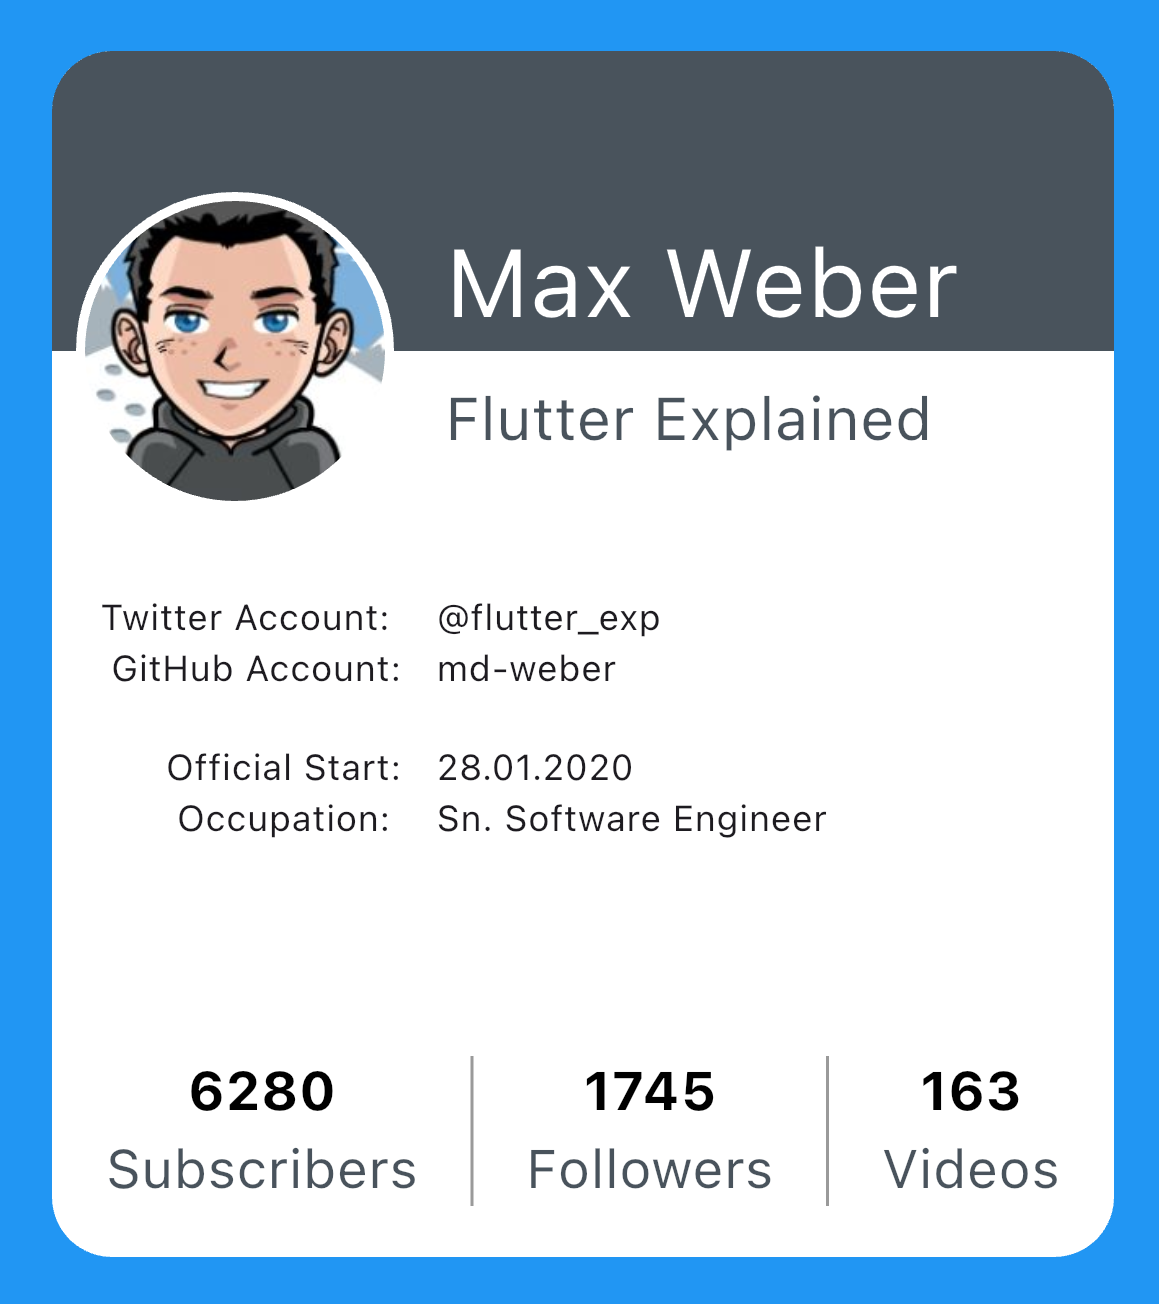 Max Weber
Flutter Explained
Twitter Account: @flutter_exp
GitHub Account: md-weber
Official Start: 28.01.2020
Occupation: Sn. Software Engineer
6280 1745 163
Subscribers Followers Videos